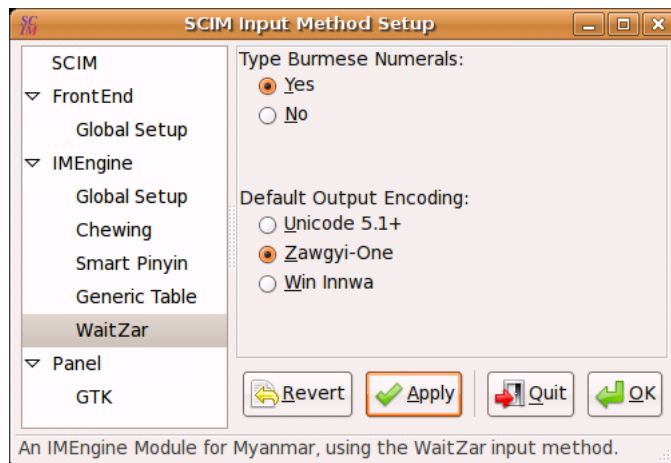 SCIM Input Method Setup
SCIM
FrontEnd
Global Setup
IMEngine
Global Setup
Chewing
Smart Pinyin
Generic Table
WaitZar
Panel
GTK
Type Burmese Numerals:
Yes
No
Default Output Encoding:
Unicode 5.1+
Zawgyi-One
Win Innwa
Revert
Apply
Quit
OK
An IMEngine Module for Myanmar, using the WaitZar input method.